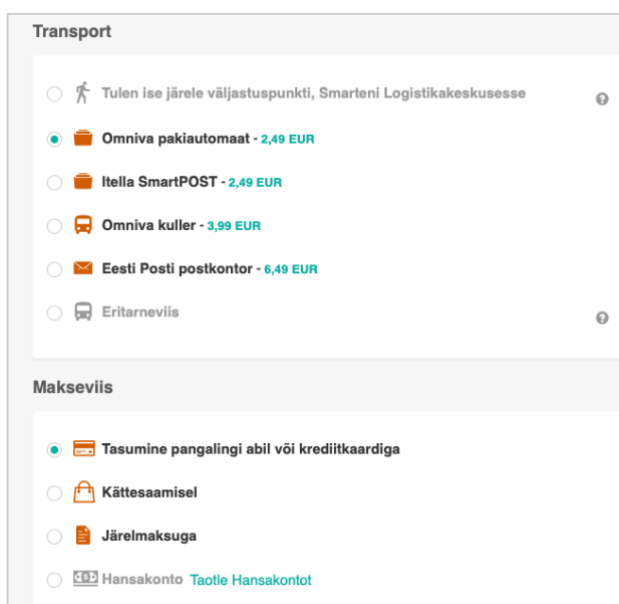 Transport
Tulen ise järele väljastuspunkti, Smarteni Logistikakeskusesse
Omniva pakiautomaat - 2,49 EUR
Itella SmartPOST - 2,49 EUR
Omniva kuller - 3,99 EUR
Eesti Posti postkontor - 6,49 EUR
Eritarneviis
Makseviis
Tasumine pangalingi abil või krediitkaardiga
Kättesaamisel
Järelmaksuga
Hansakonto Taotle Hansakontot